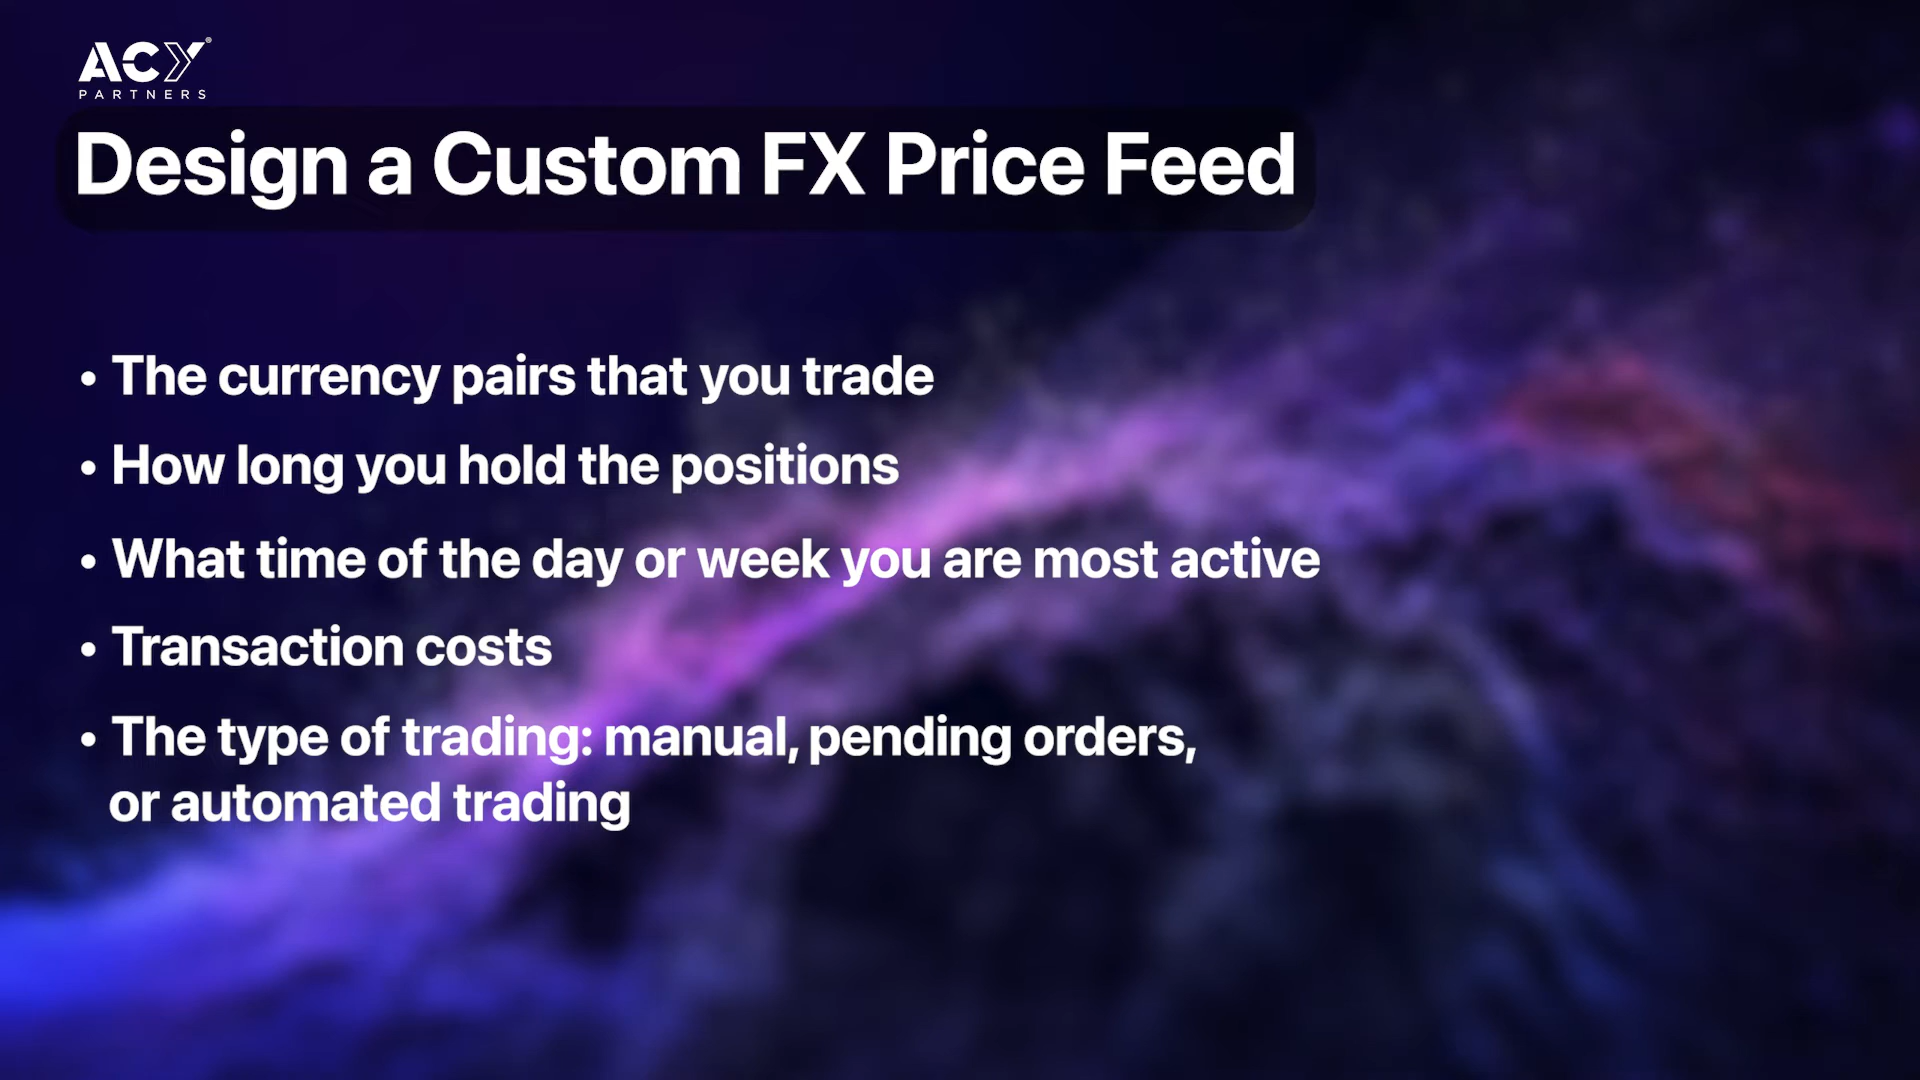 ACY®
PARTNERS
Design a Custom FX Price Feed
• The currency pairs that you trade
• How long you hold the positions
• What time of the day or week you are most active
• Transaction costs
• The type of trading: manual, pending orders,
or automated trading